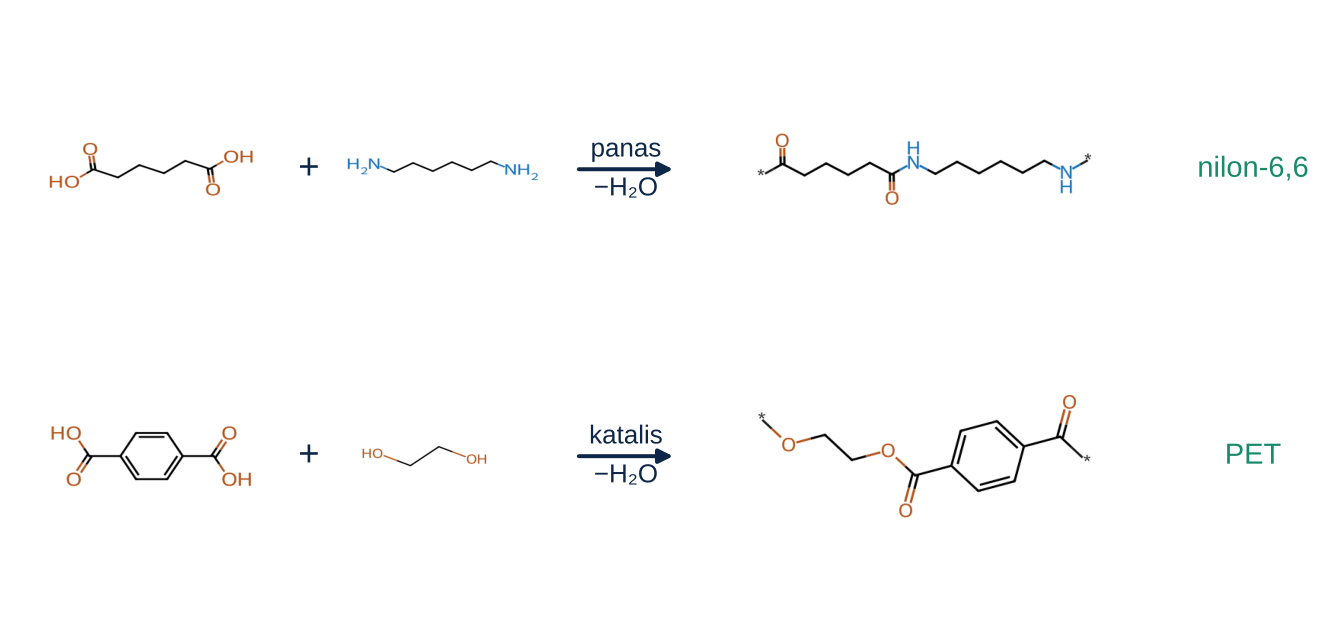 O
OH
HO
O
+
H₂N
NH₂
panas
−H₂O
*
O
O
H
N
N
H
*
nilon-6,6
HO
O
O
OH
+
HO
OH
katalis
−H₂O
*
O
O
O
O
*
PET